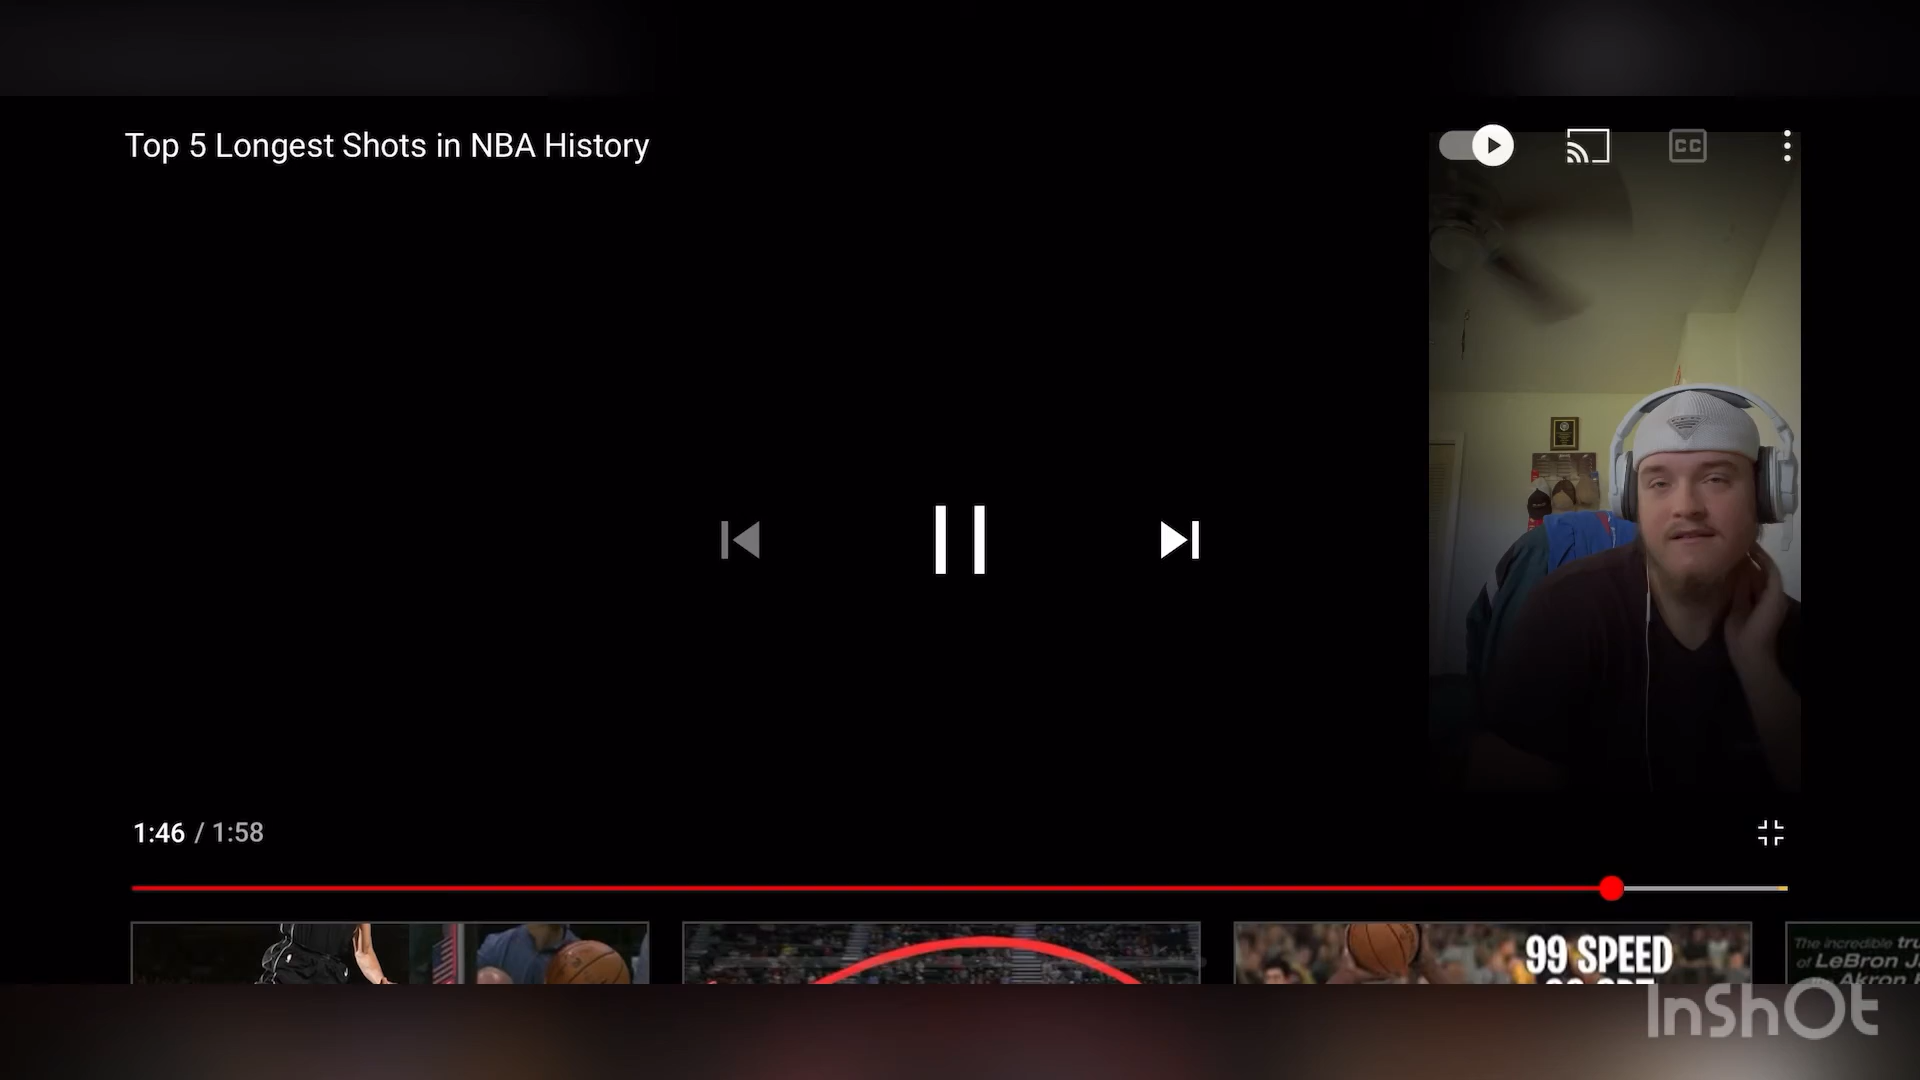 Top 5 Longest Shots in NBA History
CC
1:46 / 1:58
99 SPEED
The incredible
of LeBron
Akron
InShOt